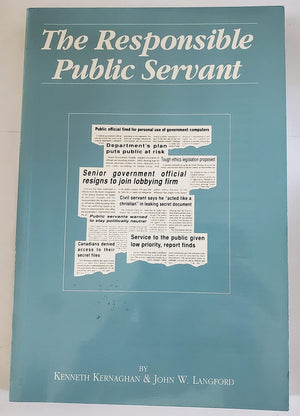 The Responsible
Public Servant
Public official fired for personal use of government computers
Department's plan
puts public at risk
Tough ethics legislation proposed
Senior government official
resigns to join lobbying firm
Civil servant says he "acted like a
christian" in leaking secret document
Public servants warned
to stay politically neutral
Canadians denied
access to their
secret files
Service to the public given
low priority, report finds
BY
KENNETH KERNAGHAN & JOHN W. LANGFORD